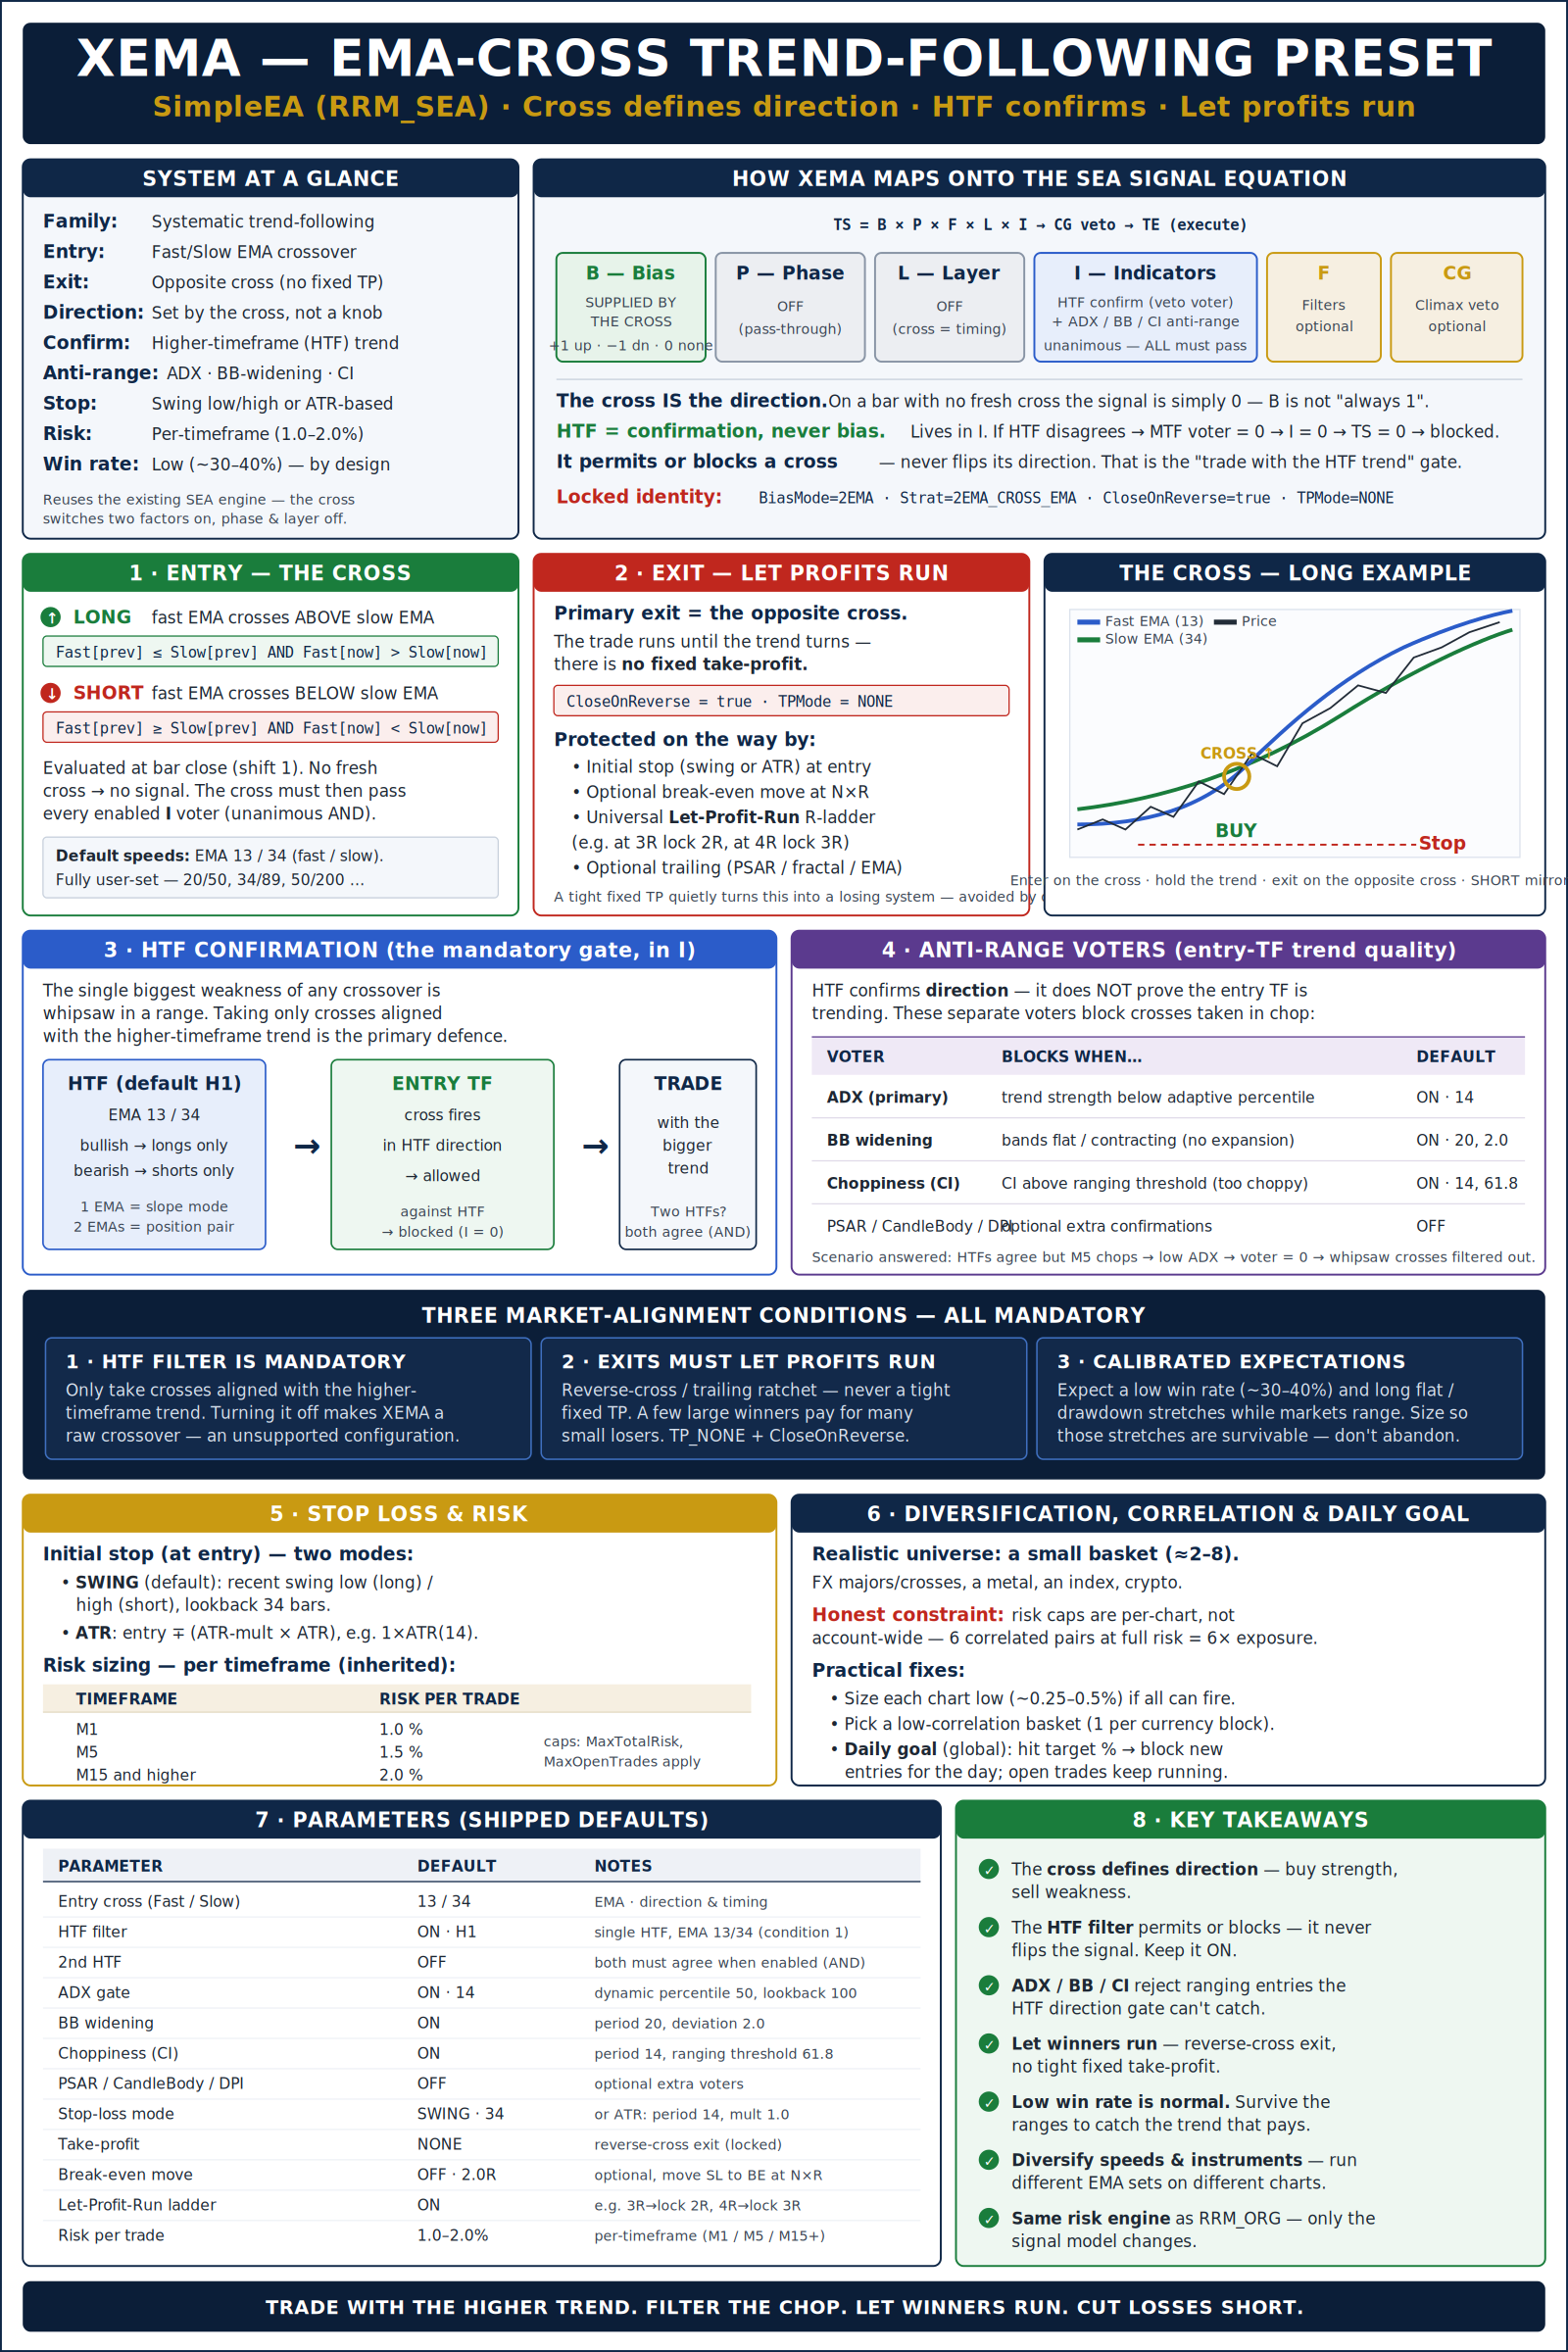 XEMA — EMA-CROSS TREND-FOLLOWING PRESET
SimpleEA (RRM_SEA) · Cross defines direction · HTF confirms · Let profits run
SYSTEM AT A GLANCE
Family: Systematic trend-following
Entry: Fast/Slow EMA crossover
Exit: Opposite cross (no fixed TP)
Direction: Set by the cross, not a knob
Confirm: Higher-timeframe (HTF) trend
Anti-range: ADX · BB-widening · CI
Stop: Swing low/high or ATR-based
Risk: Per-timeframe (1.0–2.0%)
Win rate: Low (~30–40%) — by design
Reuses the existing SEA engine — the cross
switches two factors on, phase & layer off.
HOW XEMA MAPS ONTO THE SEA SIGNAL EQUATION
TS = B × P × F × L × I → CG veto → TE (execute)
B — Bias
SUPPLIED BY
THE CROSS
+1 up · −1 dn · 0 none
P — Phase
OFF
(pass-through)
L — Layer
OFF
(cross = timing)
I — Indicators
HTF confirm (veto voter)
+ ADX / BB / CI anti-range
unanimous — ALL must pass
F
Filters
optional
CG
Climax veto
optional
The cross IS the direction.On a bar with no fresh cross the signal is simply 0 — B is not "always 1".
HTF = confirmation, never bias. Lives in I. If HTF disagrees → MTF voter = 0 → I = 0 → TS = 0 → blocked.
It permits or blocks a cross — never flips its direction. That is the "trade with the HTF trend" gate.
Locked identity: BiasMode=2EMA · Strat=2EMA_CROSS_EMA · CloseOnReverse=true · TPMode=NONE
1 · ENTRY — THE CROSS
↑ LONG fast EMA crosses ABOVE slow EMA
Fast[prev] ≤ Slow[prev] AND Fast[now] > Slow[now]
↓ SHORT fast EMA crosses BELOW slow EMA
Fast[prev] ≥ Slow[prev] AND Fast[now] < Slow[now]
Evaluated at bar close (shift 1). No fresh
cross → no signal. The cross must then pass
every enabled I voter (unanimous AND).
Default speeds: EMA 13 / 34 (fast / slow).
Fully user-set — 20/50, 34/89, 50/200 …
2 · EXIT — LET PROFITS RUN
Primary exit = the opposite cross.
The trade runs until the trend turns —
there is no fixed take-profit.
CloseOnReverse = true · TPMode = NONE
Protected on the way by:
• Initial stop (swing or ATR) at entry
• Optional break-even move at N×R
• Universal Let-Profit-Run R-ladder
(e.g. at 3R lock 2R, at 4R lock 3R)
• Optional trailing (PSAR / fractal / EMA)
A tight fixed TP quietly turns this into a losing system — avoided by
THE CROSS — LONG EXAMPLE
Fast EMA (13) Price
Slow EMA (34)
CROSS ↑
BUY
Stop
Enter on the cross · hold the trend · exit on the opposite cross · SHORT mirror
3 · HTF CONFIRMATION (the mandatory gate, in I)
The single biggest weakness of any crossover is
whipsaw in a range. Taking only crosses aligned
with the higher-timeframe trend is the primary defence.
HTF (default H1)
EMA 13 / 34
bullish → longs only
bearish → shorts only
1 EMA = slope mode
2 EMAs = position pair
→
ENTRY TF
cross fires
in HTF direction
→ allowed
against HTF
→ blocked (I = 0)
→
TRADE
with the
bigger
trend
Two HTFs?
both agree (AND)
4 · ANTI-RANGE VOTERS (entry-TF trend quality)
HTF confirms direction — it does NOT prove the entry TF is
trending. These separate voters block crosses taken in chop:
VOTER BLOCKS WHEN… DEFAULT
ADX (primary) trend strength below adaptive percentile ON · 14
BB widening bands flat / contracting (no expansion) ON · 20, 2.0
Choppiness (CI) CI above ranging threshold (too choppy) ON · 14, 61.8
PSAR / CandleBody / DPI optional extra confirmations OFF
Scenario answered: HTFs agree but M5 chops → low ADX → voter = 0 → whipsaw crosses filtered out.
THREE MARKET-ALIGNMENT CONDITIONS — ALL MANDATORY
1 · HTF FILTER IS MANDATORY
Only take crosses aligned with the higher-
timeframe trend. Turning it off makes XEMA a
raw crossover — an unsupported configuration.
2 · EXITS MUST LET PROFITS RUN
Reverse-cross / trailing ratchet — never a tight
fixed TP. A few large winners pay for many
small losers. TP_NONE + CloseOnReverse.
3 · CALIBRATED EXPECTATIONS
Expect a low win rate (~30–40%) and long flat /
drawdown stretches while markets range. Size so
those stretches are survivable — don't abandon.
5 · STOP LOSS & RISK
Initial stop (at entry) — two modes:
• SWING (default): recent swing low (long) /
high (short), lookback 34 bars.
• ATR: entry ∓ (ATR-mult × ATR), e.g. 1×ATR(14).
Risk sizing — per timeframe (inherited):
TIMEFRAME RISK PER TRADE
M1 1.0 %
M5 1.5 %
M15 and higher 2.0 %
caps: MaxTotalRisk,
MaxOpenTrades apply
6 · DIVERSIFICATION, CORRELATION & DAILY GOAL
Realistic universe: a small basket (≈2–8).
FX majors/crosses, a metal, an index, crypto.
Honest constraint: risk caps are per-chart, not
account-wide — 6 correlated pairs at full risk = 6× exposure.
Practical fixes:
• Size each chart low (~0.25–0.5%) if all can fire.
• Pick a low-correlation basket (1 per currency block).
• Daily goal (global): hit target % → block new
entries for the day; open trades keep running.
7 · PARAMETERS (SHIPPED DEFAULTS)
PARAMETER DEFAULT NOTES
Entry cross (Fast / Slow) 13 / 34 EMA · direction & timing
HTF filter ON · H1 single HTF, EMA 13/34 (condition 1)
2nd HTF OFF both must agree when enabled (AND)
ADX gate ON · 14 dynamic percentile 50, lookback 100
BB widening ON period 20, deviation 2.0
Choppiness (CI) ON period 14, ranging threshold 61.8
PSAR / CandleBody / DPI OFF optional extra voters
Stop-loss mode SWING · 34 or ATR: period 14, mult 1.0
Take-profit NONE reverse-cross exit (locked)
Break-even move OFF · 2.0R optional, move SL to BE at N×R
Let-Profit-Run ladder ON e.g. 3R→lock 2R, 4R→lock 3R
Risk per trade 1.0–2.0% per-timeframe (M1 / M5 / M15+)
8 · KEY TAKEAWAYS
✓ The cross defines direction — buy strength,
sell weakness.
✓ The HTF filter permits or blocks — it never
flips the signal. Keep it ON.
✓ ADX / BB / CI reject ranging entries the
HTF direction gate can't catch.
✓ Let winners run — reverse-cross exit,
no tight fixed take-profit.
✓ Low win rate is normal. Survive the
ranges to catch the trend that pays.
✓ Diversify speeds & instruments — run
different EMA sets on different charts.
✓ Same risk engine as RRM_ORG — only the
signal model changes.
TRADE WITH THE HIGHER TREND. FILTER THE CHOP. LET WINNERS RUN. CUT LOSSES SHORT.